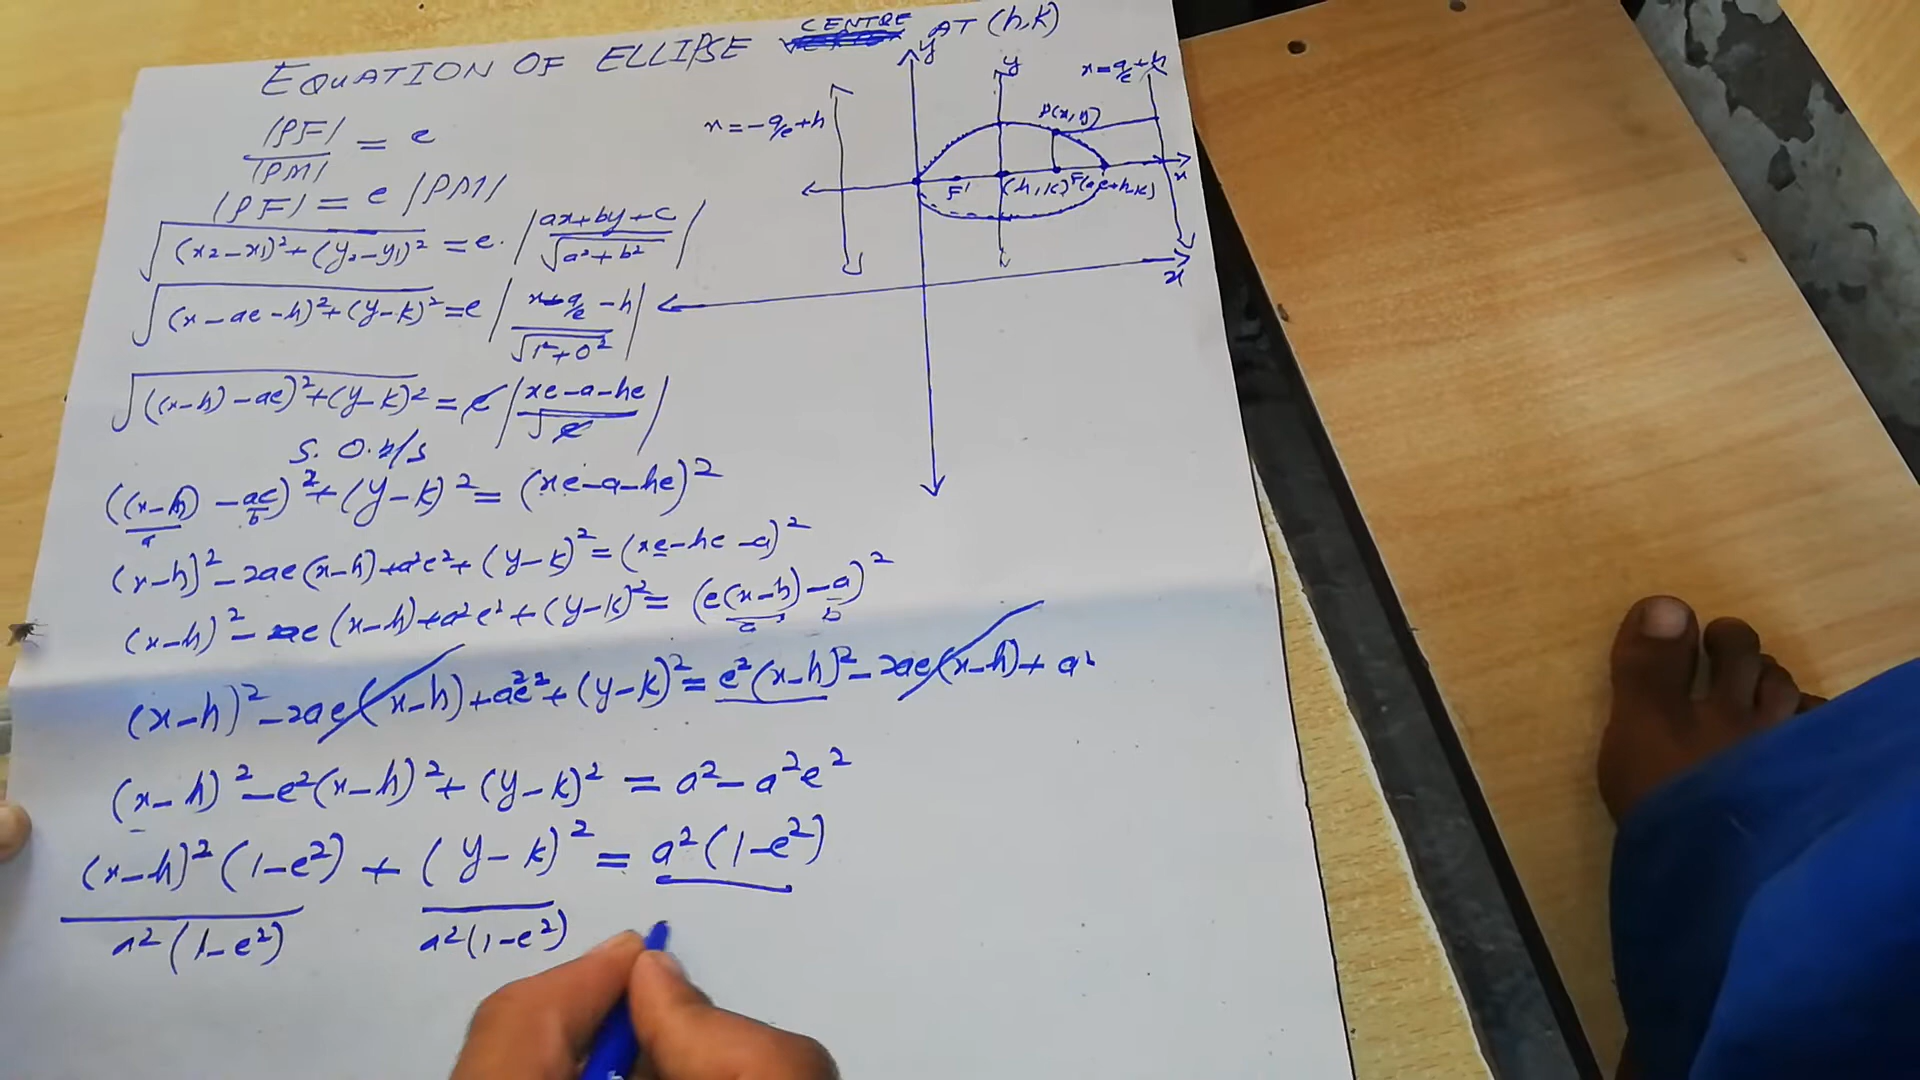 EQUATION OF ELLIPSE CENTRE AT (h,k)
|PF| / |PM| = e
|PF| = e |PM|
√(x₂-x₁)²+(y₂-y₁)² = e. |ax+by+c / √a²+b²|
√(x-ae-h)²+(y-k)² = e |x-a/e-h / √1²+0²|
√((x-h)-ae)²+(y-k)² = e |xe-a-he / √e|
S. O. b/s
((x-h) - ae)² + (y-k)² = (xe-a-he)²
a b
(x-h)² - 2ae(x-h)+a²e²+(y-k)² = (xe-he-a)²
(x-h)² - 2ae(x-h)+a²e²+(y-k)² = (e(x-h)-a)²
a b
(x-h)² - 2ae(x-h)+a²e²+(y-k)² = e²(x-h)² - 2ae(x-h)+a²
(x-h)² - e²(x-h)² + (y-k)² = a² - a²e²
(x-h)²(1-e²) + (y-k)² = a²(1-e²)
a²(1-e²) a²(1-e²)
y
y
x=a/e+h
x=-a/e+h
P(x,y)
F'
(h,k)
F(ae+h,k)
x
x